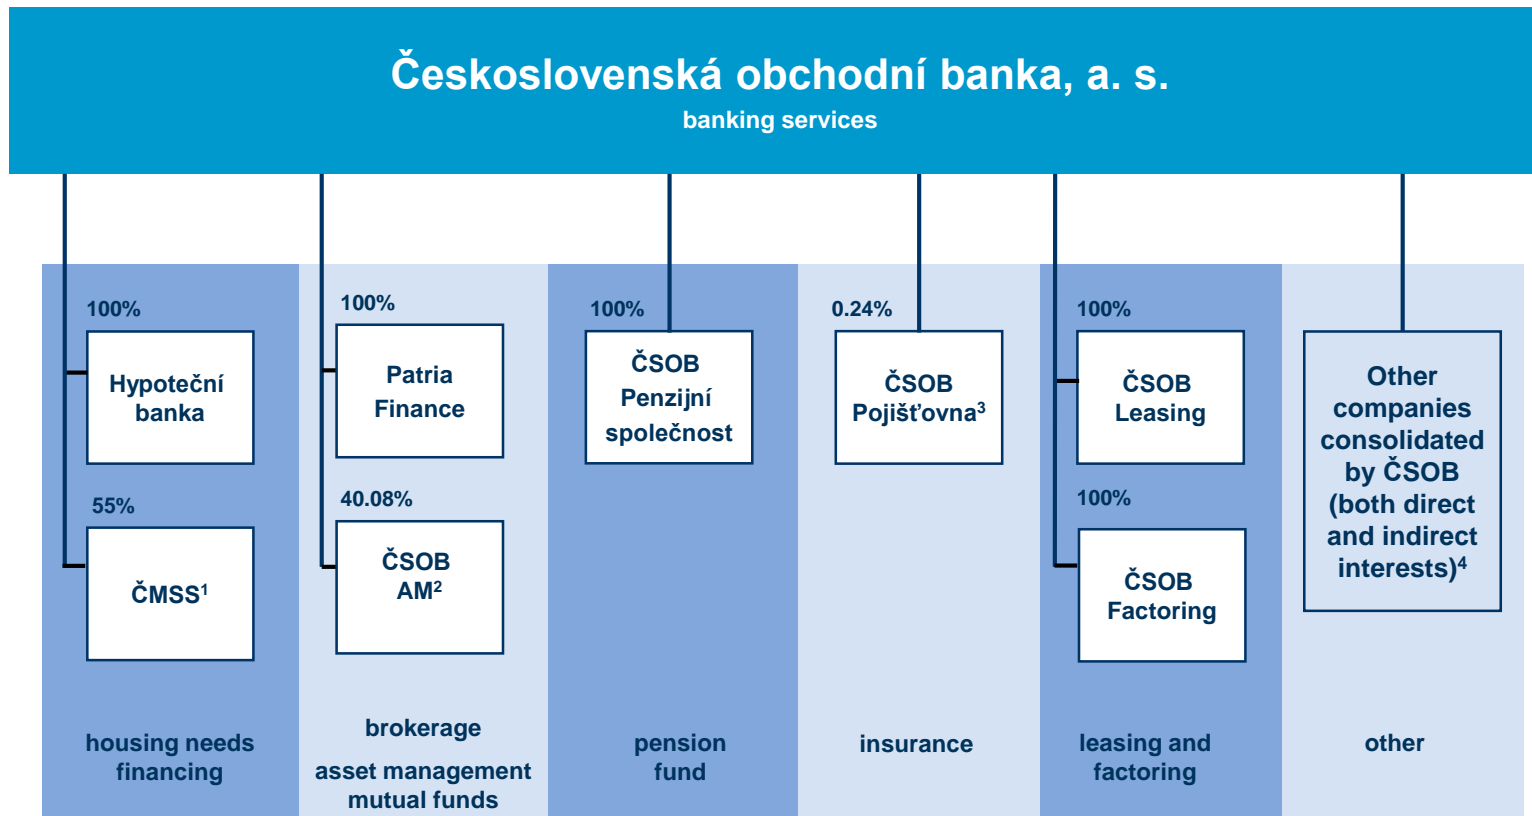 Československá obchodní banka, a. s.
banking services
100%
Hypoteční
banka
55%
ČMSS¹
housing needs
financing
100%
Patria
Finance
40.08%
ČSOB
AM²
brokerage
asset management
mutual funds
100%
ČSOB
Penzijní
společnost
pension
fund
0.24%
ČSOB
Pojišťovna³
insurance
100%
ČSOB
Leasing
100%
ČSOB
Factoring
leasing and
factoring
Other
companies
consolidated
by ČSOB
(both direct
and indirect
interests)⁴
other